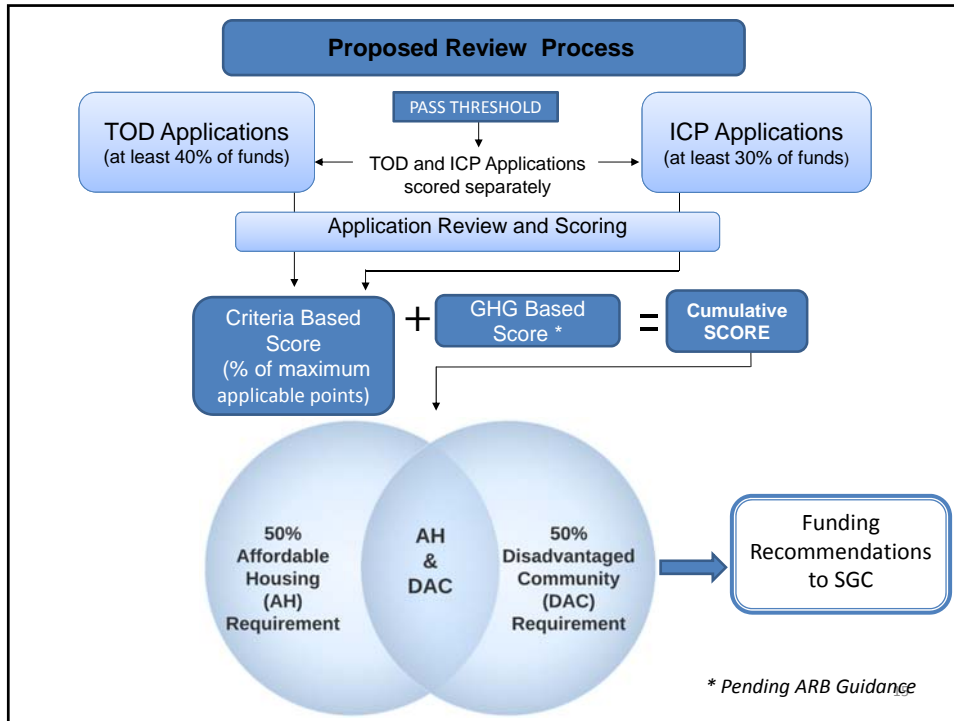 Proposed Review Process
PASS THRESHOLD
TOD Applications
(at least 40% of funds)
TOD and ICP Applications
scored separately
ICP Applications
(at least 30% of funds)
Application Review and Scoring
Criteria Based
Score
(% of maximum
applicable points)
+
GHG Based
Score *
=
Cumulative
SCORE
50%
Affordable
Housing
(AH)
Requirement
AH
&
DAC
50%
Disadvantaged
Community
(DAC)
Requirement
Funding
Recommendations
to SGC
* Pending ARB Guidance